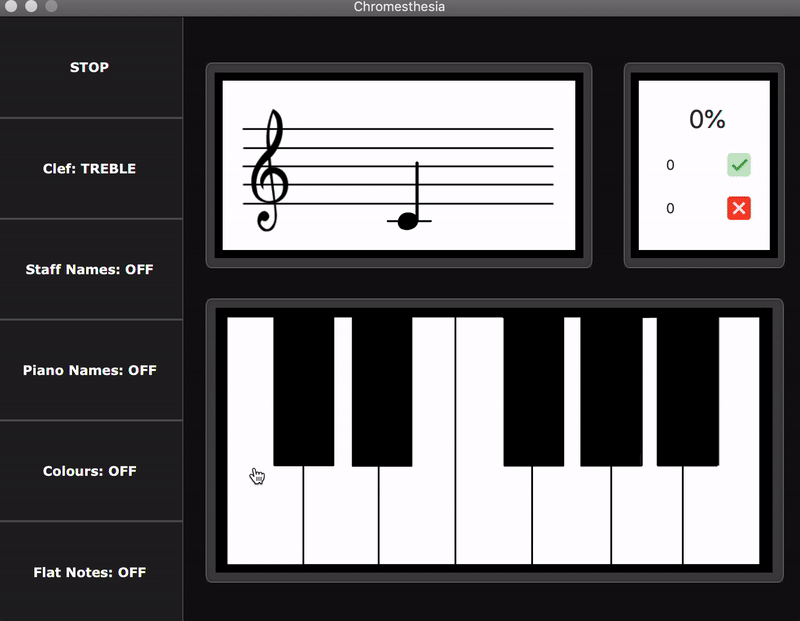 Chromesthesia
STOP
Clef: TREBLE
Staff Names: OFF
Piano Names: OFF
Colours: OFF
Flat Notes: OFF
0%
0
0